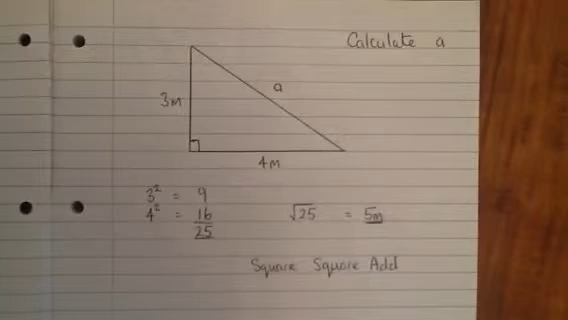 Calculate a
a
3m
4m
3² = 9
4² = 16
25
√25 = 5m
Square Square Add